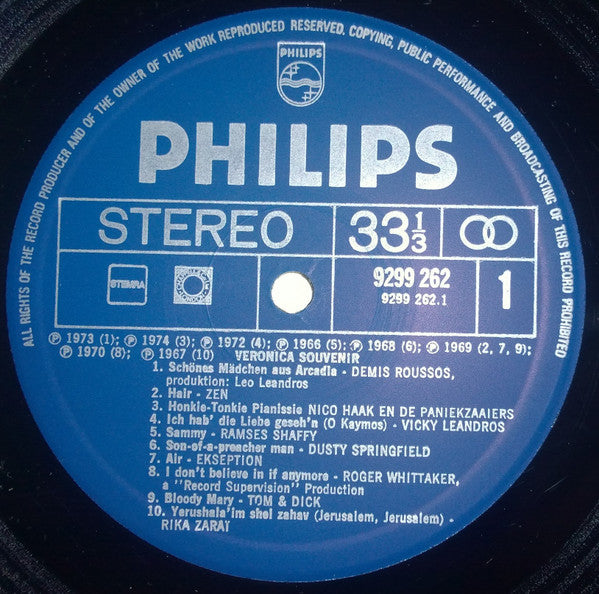 ALL RIGHTS OF THE RECORD PRODUCER AND OF THE OWNER OF THE WORK REPRODUCED RESERVED. COPYING, PUBLIC PERFORMANCE AND BROADCASTING OF THIS RECORD PROHIBITED
PHILIPS
PHILIPS
STEREO 33⅓
STEMRA 9299 262 1
9299 262.1
Ⓟ 1973 (1); Ⓟ 1974 (3); Ⓟ 1972 (4); Ⓟ 1966 (5); Ⓟ 1968 (6); Ⓟ 1969 (2, 7, 9);
Ⓟ 1970 (8); Ⓟ 1967 (10) VERONICA SOUVENIR
1. Schönes Mädchen aus Arcadia - DEMIS ROUSSOS,
produktion: Leo Leandros
2. Hair - ZEN
3. Honkie-Tonkie Pianissie NICO HAAK EN DE PANIEKZAAIERS
4. Ich hab' die Liebe geseh'n (O Kaymos) - VICKY LEANDROS
5. Sammy - RAMSES SHAFFY
6. Son-of-a-preacher man - DUSTY SPRINGFIELD
7. Air - EKSEPTION
8. I don't believe in if anymore - ROGER WHITTAKER,
a "Record Supervision" Production
9. Bloody Mary - TOM & DICK
10. Yerushala'im shel zahav (Jerusalem, Jerusalem) -
RIKA ZARAÏ